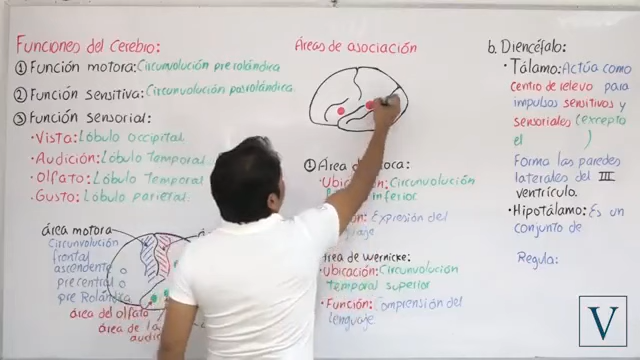 Funciones del Cerebro:
① Función motora: Circunvolución prerolándica
② Función sensitiva: Circunvolución posrolándica
③ Función sensorial:
• Vista: Lóbulo occipital
• Audición: Lóbulo Temporal
• Olfato: Lóbulo Temporal
• Gusto: Lóbulo parietal
área motora
Circunvolución
frontal
ascendente
pre central
pre Rolándica
área del olfato
área de la
Áreas de asociación
① Área de
• Circunvolución
inferior
Expresión del
área de wernicke:
Ubicación: Circunvolución
temporal superior
• Función: Comprensión del
lenguaje
b. Diencéfalo:
• Tálamo: Actúa como
centro de relevo para
impulsos sensitivos y
sensoriales (excepto
el )
Forma las paredes
laterales del III
ventrículo.
• Hipotálamo: Es un
conjunto de
Regula:
V